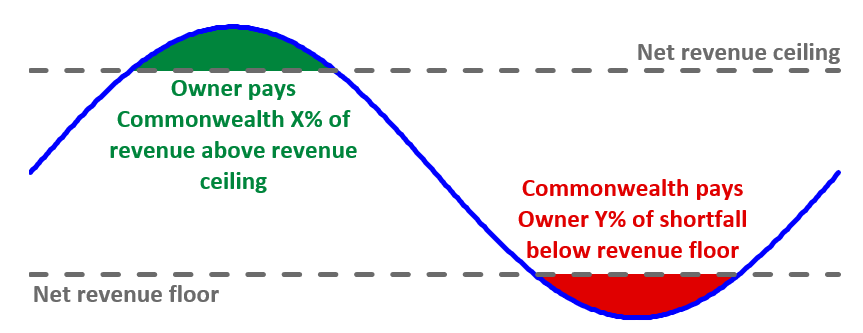 Net revenue ceiling
Owner pays
Commonwealth X% of
revenue above revenue
ceiling
Commonwealth pays
Owner Y% of shortfall
below revenue floor
Net revenue floor